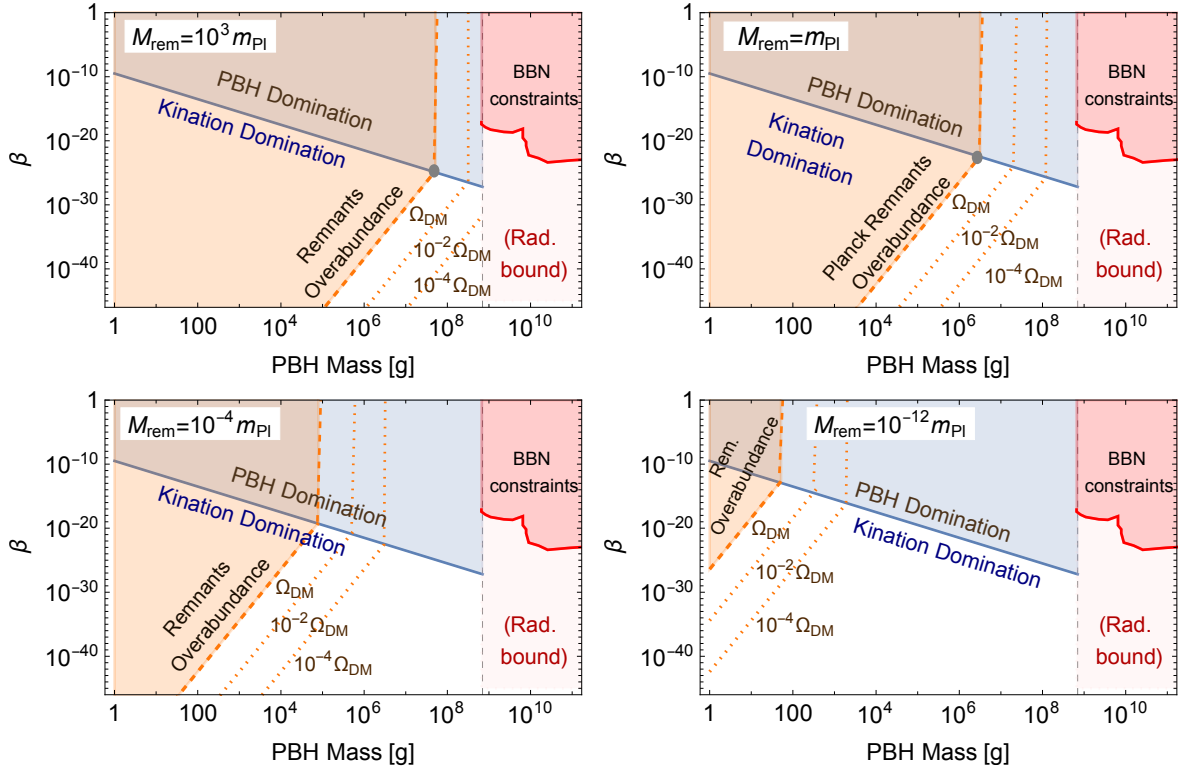 M_rem=10^3 m_Pl
PBH Domination
Kination Domination
Remnants
Overabundance
Ω_DM
10^−2 Ω_DM
10^−4 Ω_DM
BBN
constraints
(Rad.
bound)
1
10^−10
10^−20
10^−30
10^−40
β
1
100
10^4
10^6
10^8
10^10
PBH Mass [g]
M_rem=m_Pl
PBH Domination
Kination
Domination
Planck Remnants
Overabundance
Ω_DM
10^−2 Ω_DM
10^−4 Ω_DM
BBN
constraints
(Rad.
bound)
1
10^−10
10^−20
10^−30
10^−40
β
1
100
10^4
10^6
10^8
10^10
PBH Mass [g]
M_rem=10^−4 m_Pl
PBH Domination
Kination Domination
Remnants
Overabundance
Ω_DM
10^−2 Ω_DM
10^−4 Ω_DM
BBN
constraints
(Rad.
bound)
1
10^−10
10^−20
10^−30
10^−40
β
1
100
10^4
10^6
10^8
10^10
PBH Mass [g]
M_rem=10^−12 m_Pl
Rem.
Overabundance
PBH Domination
Kination Domination
Ω_DM
10^−2 Ω_DM
10^−4 Ω_DM
BBN
constraints
(Rad.
bound)
1
10^−10
10^−20
10^−30
10^−40
β
1
100
10^4
10^6
10^8
10^10
PBH Mass [g]